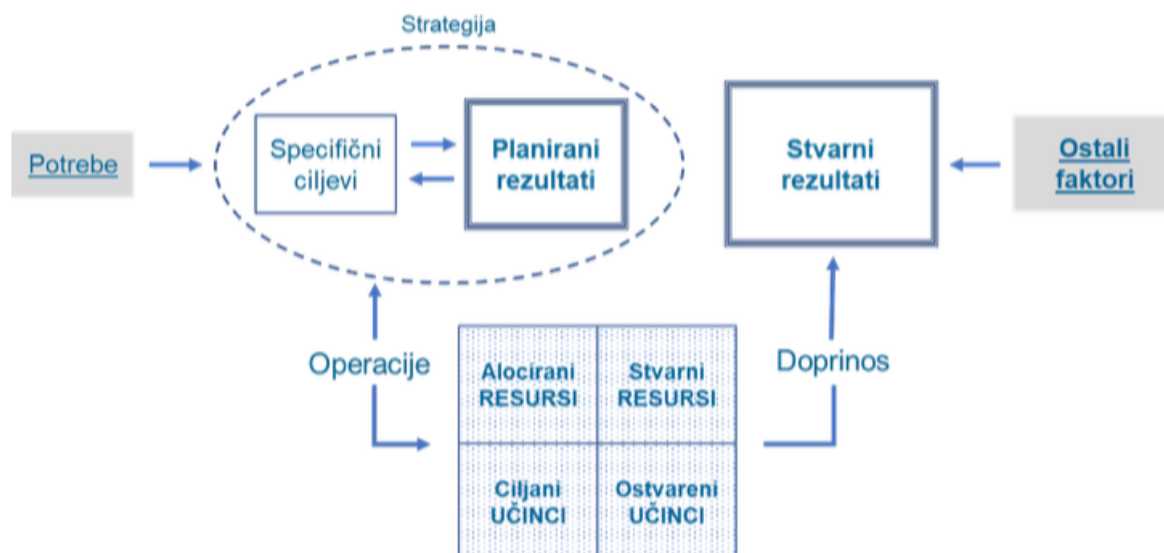 Strategija
Potrebe
Specifični
ciljevi
Planirani
rezultati
Stvarni
rezultati
Ostali
faktori
Operacije
Alocirani
RESURSI
Stvarni
RESURSI
Doprinos
Ciljani
UČINCI
Ostvareni
UČINCI